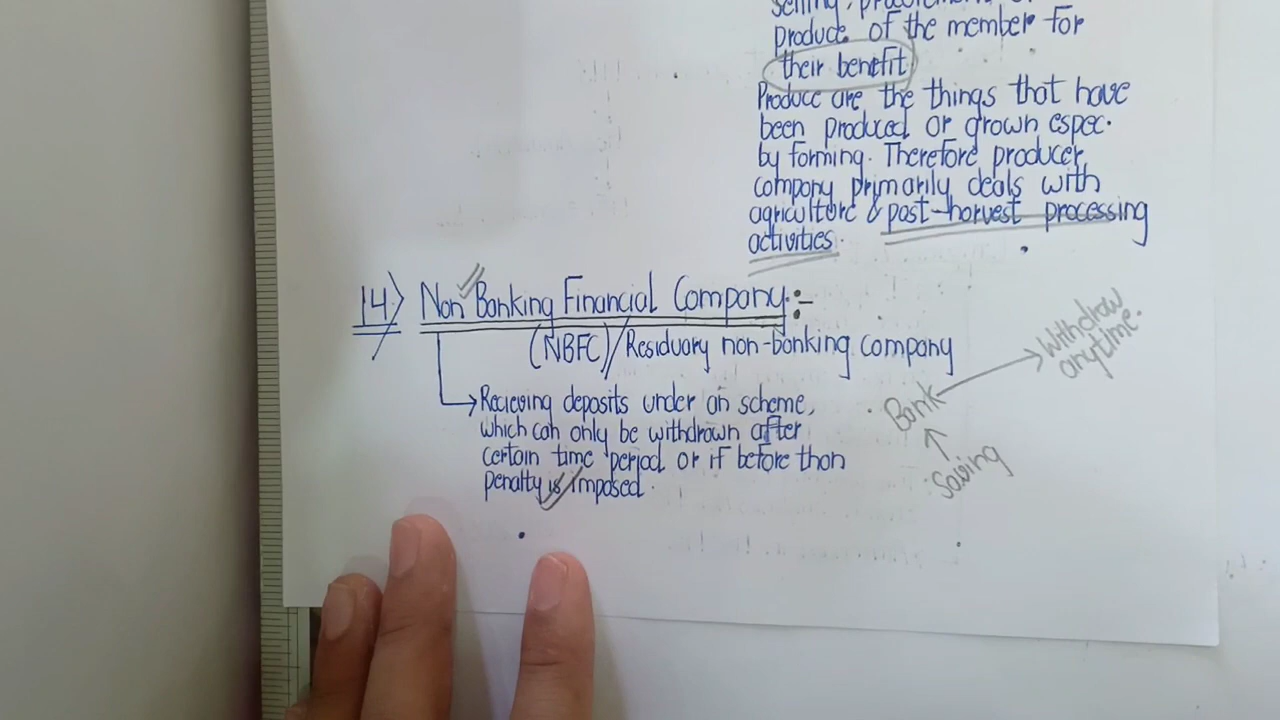 selling, procurement of
produce of the member for
their benefit
Produce are the things that have
been produced or grown espec.
by forming. Therefore producer
company primarily deals with
agriculture & post-harvest processing
activities.
14) Non Banking Financial Company :-
(NBFC)/Residuary non-banking company
Recieving deposits under an scheme,
which can only be withdrawn after
certain time period or if before than
penalty is imposed.
Withdraw
anytime.
Bank
Saving